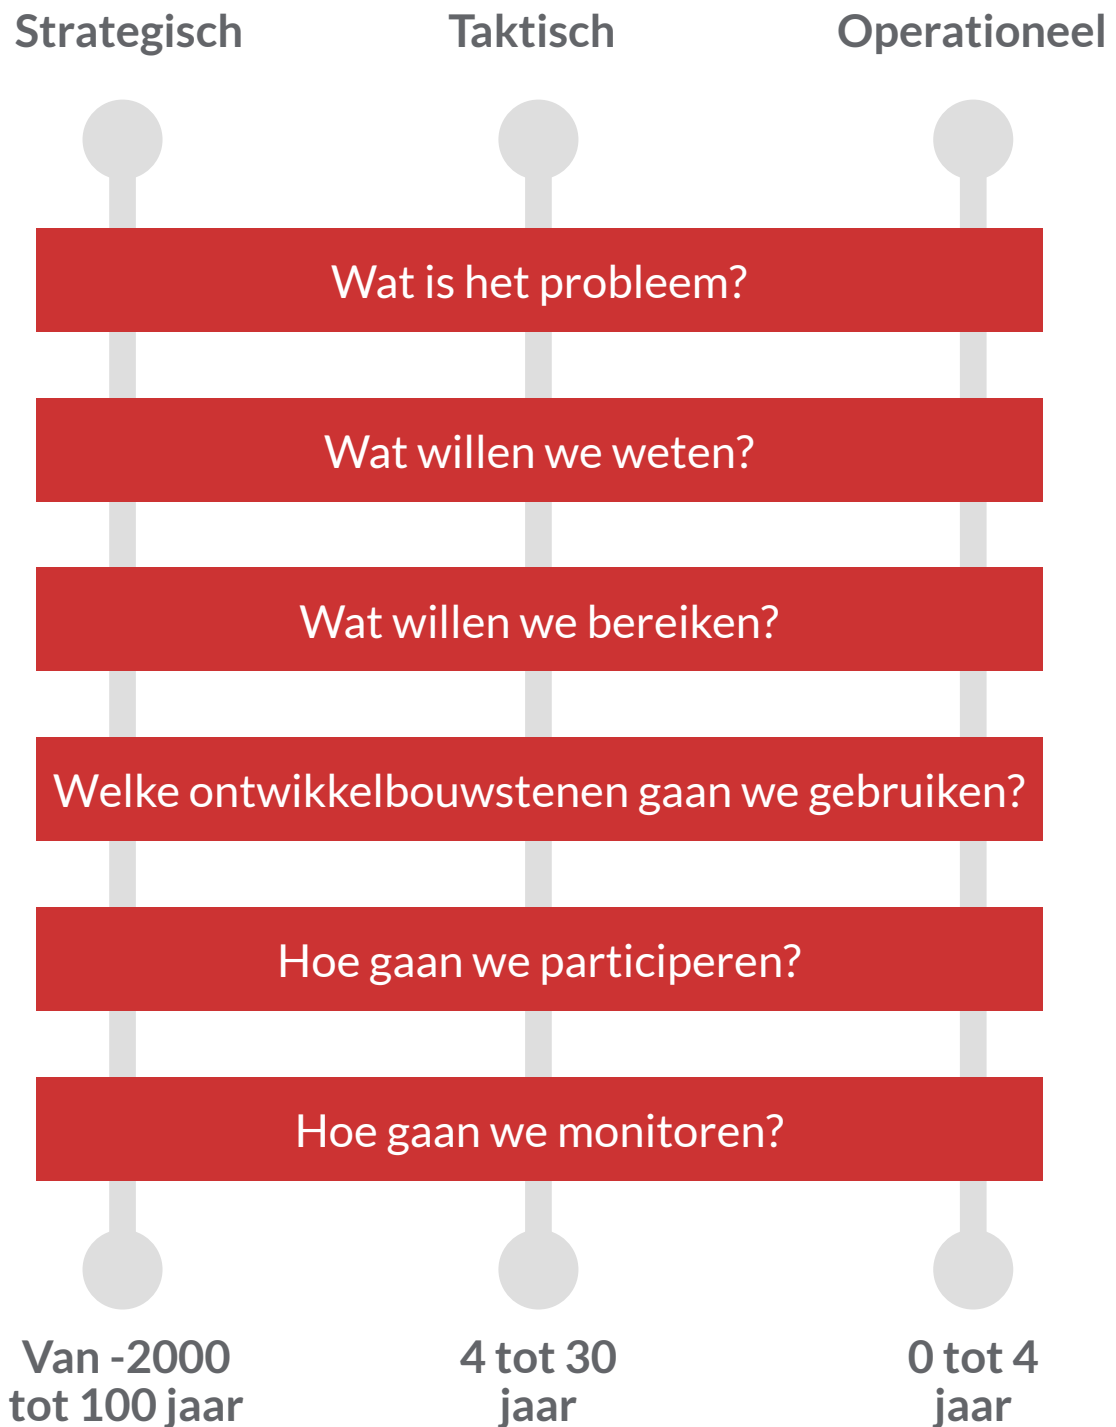 Strategisch
Taktisch
Operationeel
Wat is het probleem?
Wat willen we weten?
Wat willen we bereiken?
Welke ontwikkelbouwstenen gaan we gebruiken?
Hoe gaan we participeren?
Hoe gaan we monitoren?
Van -2000
tot 100 jaar
4 tot 30
jaar
0 tot 4
jaar